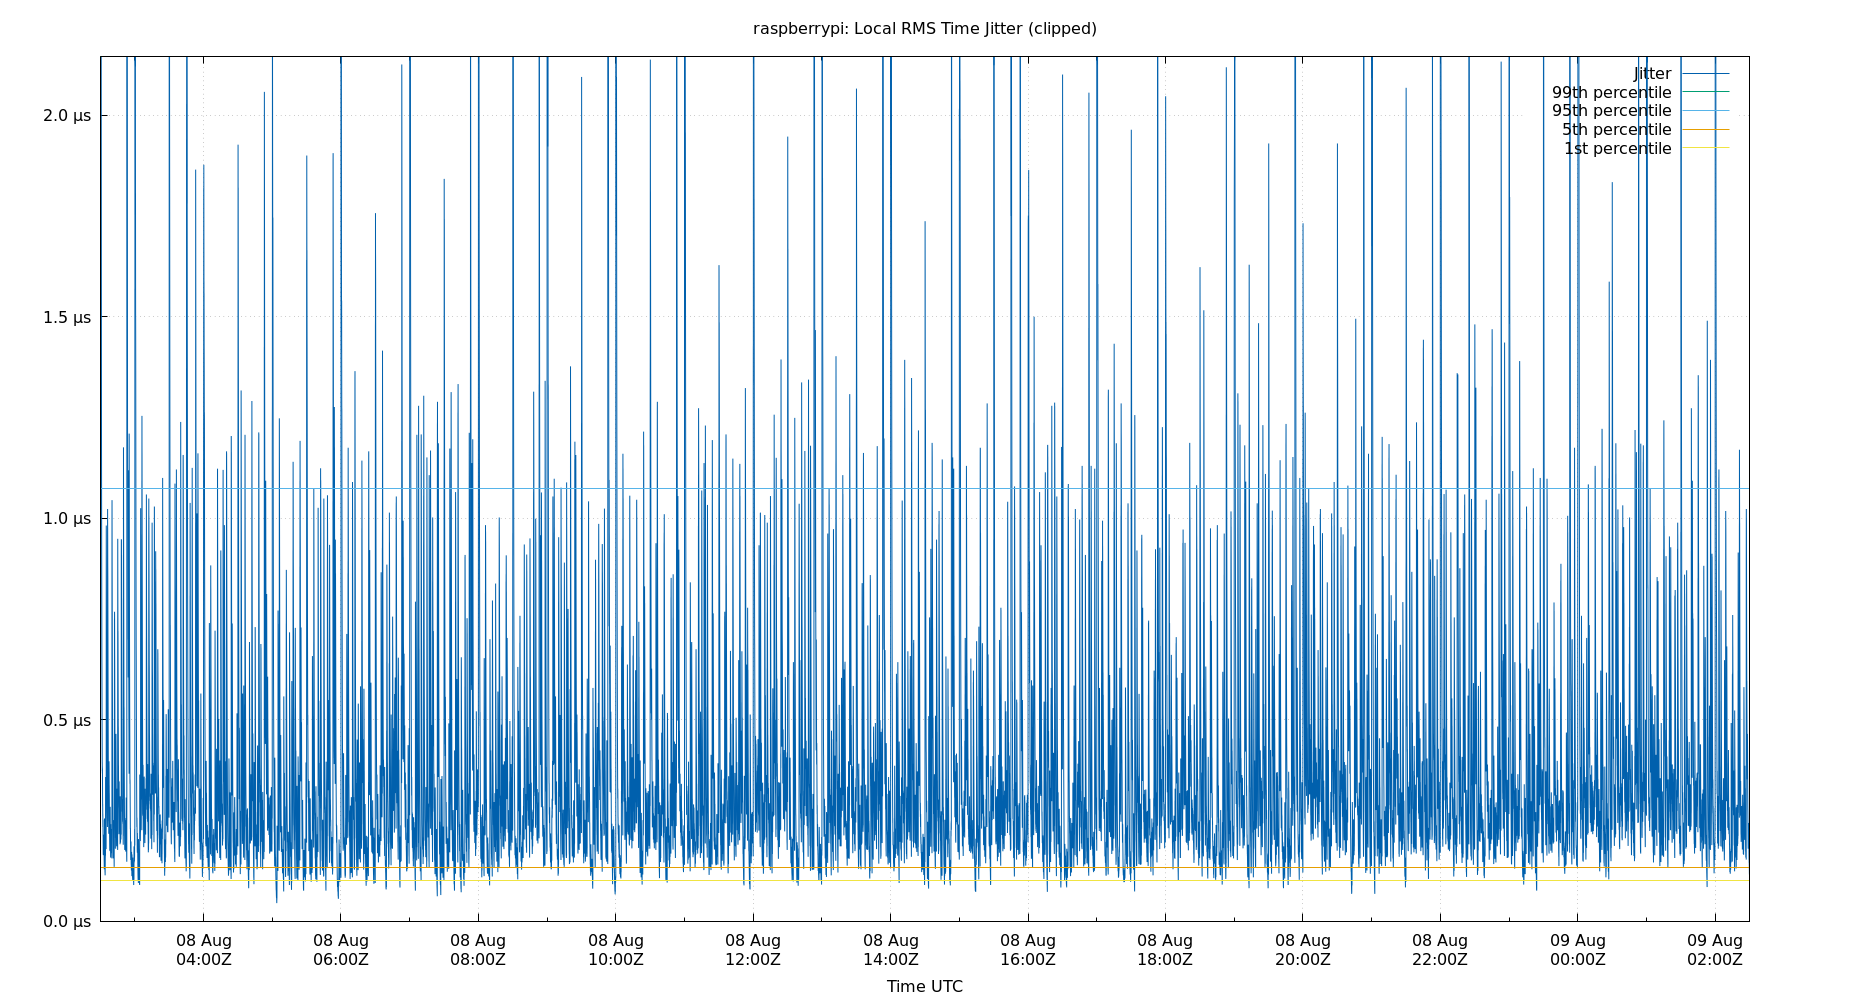 raspberrypi: Local RMS Time Jitter (clipped)
Jitter
99th percentile
95th percentile
5th percentile
1st percentile
2.0 µs
1.5 µs
1.0 µs
0.5 µs
0.0 µs
08 Aug 08 Aug 08 Aug 08 Aug 08 Aug 08 Aug 08 Aug 08 Aug 08 Aug 08 Aug 09 Aug 09 Aug
04:00Z 06:00Z 08:00Z 10:00Z 12:00Z 14:00Z 16:00Z 18:00Z 20:00Z 22:00Z 00:00Z 02:00Z
Time UTC